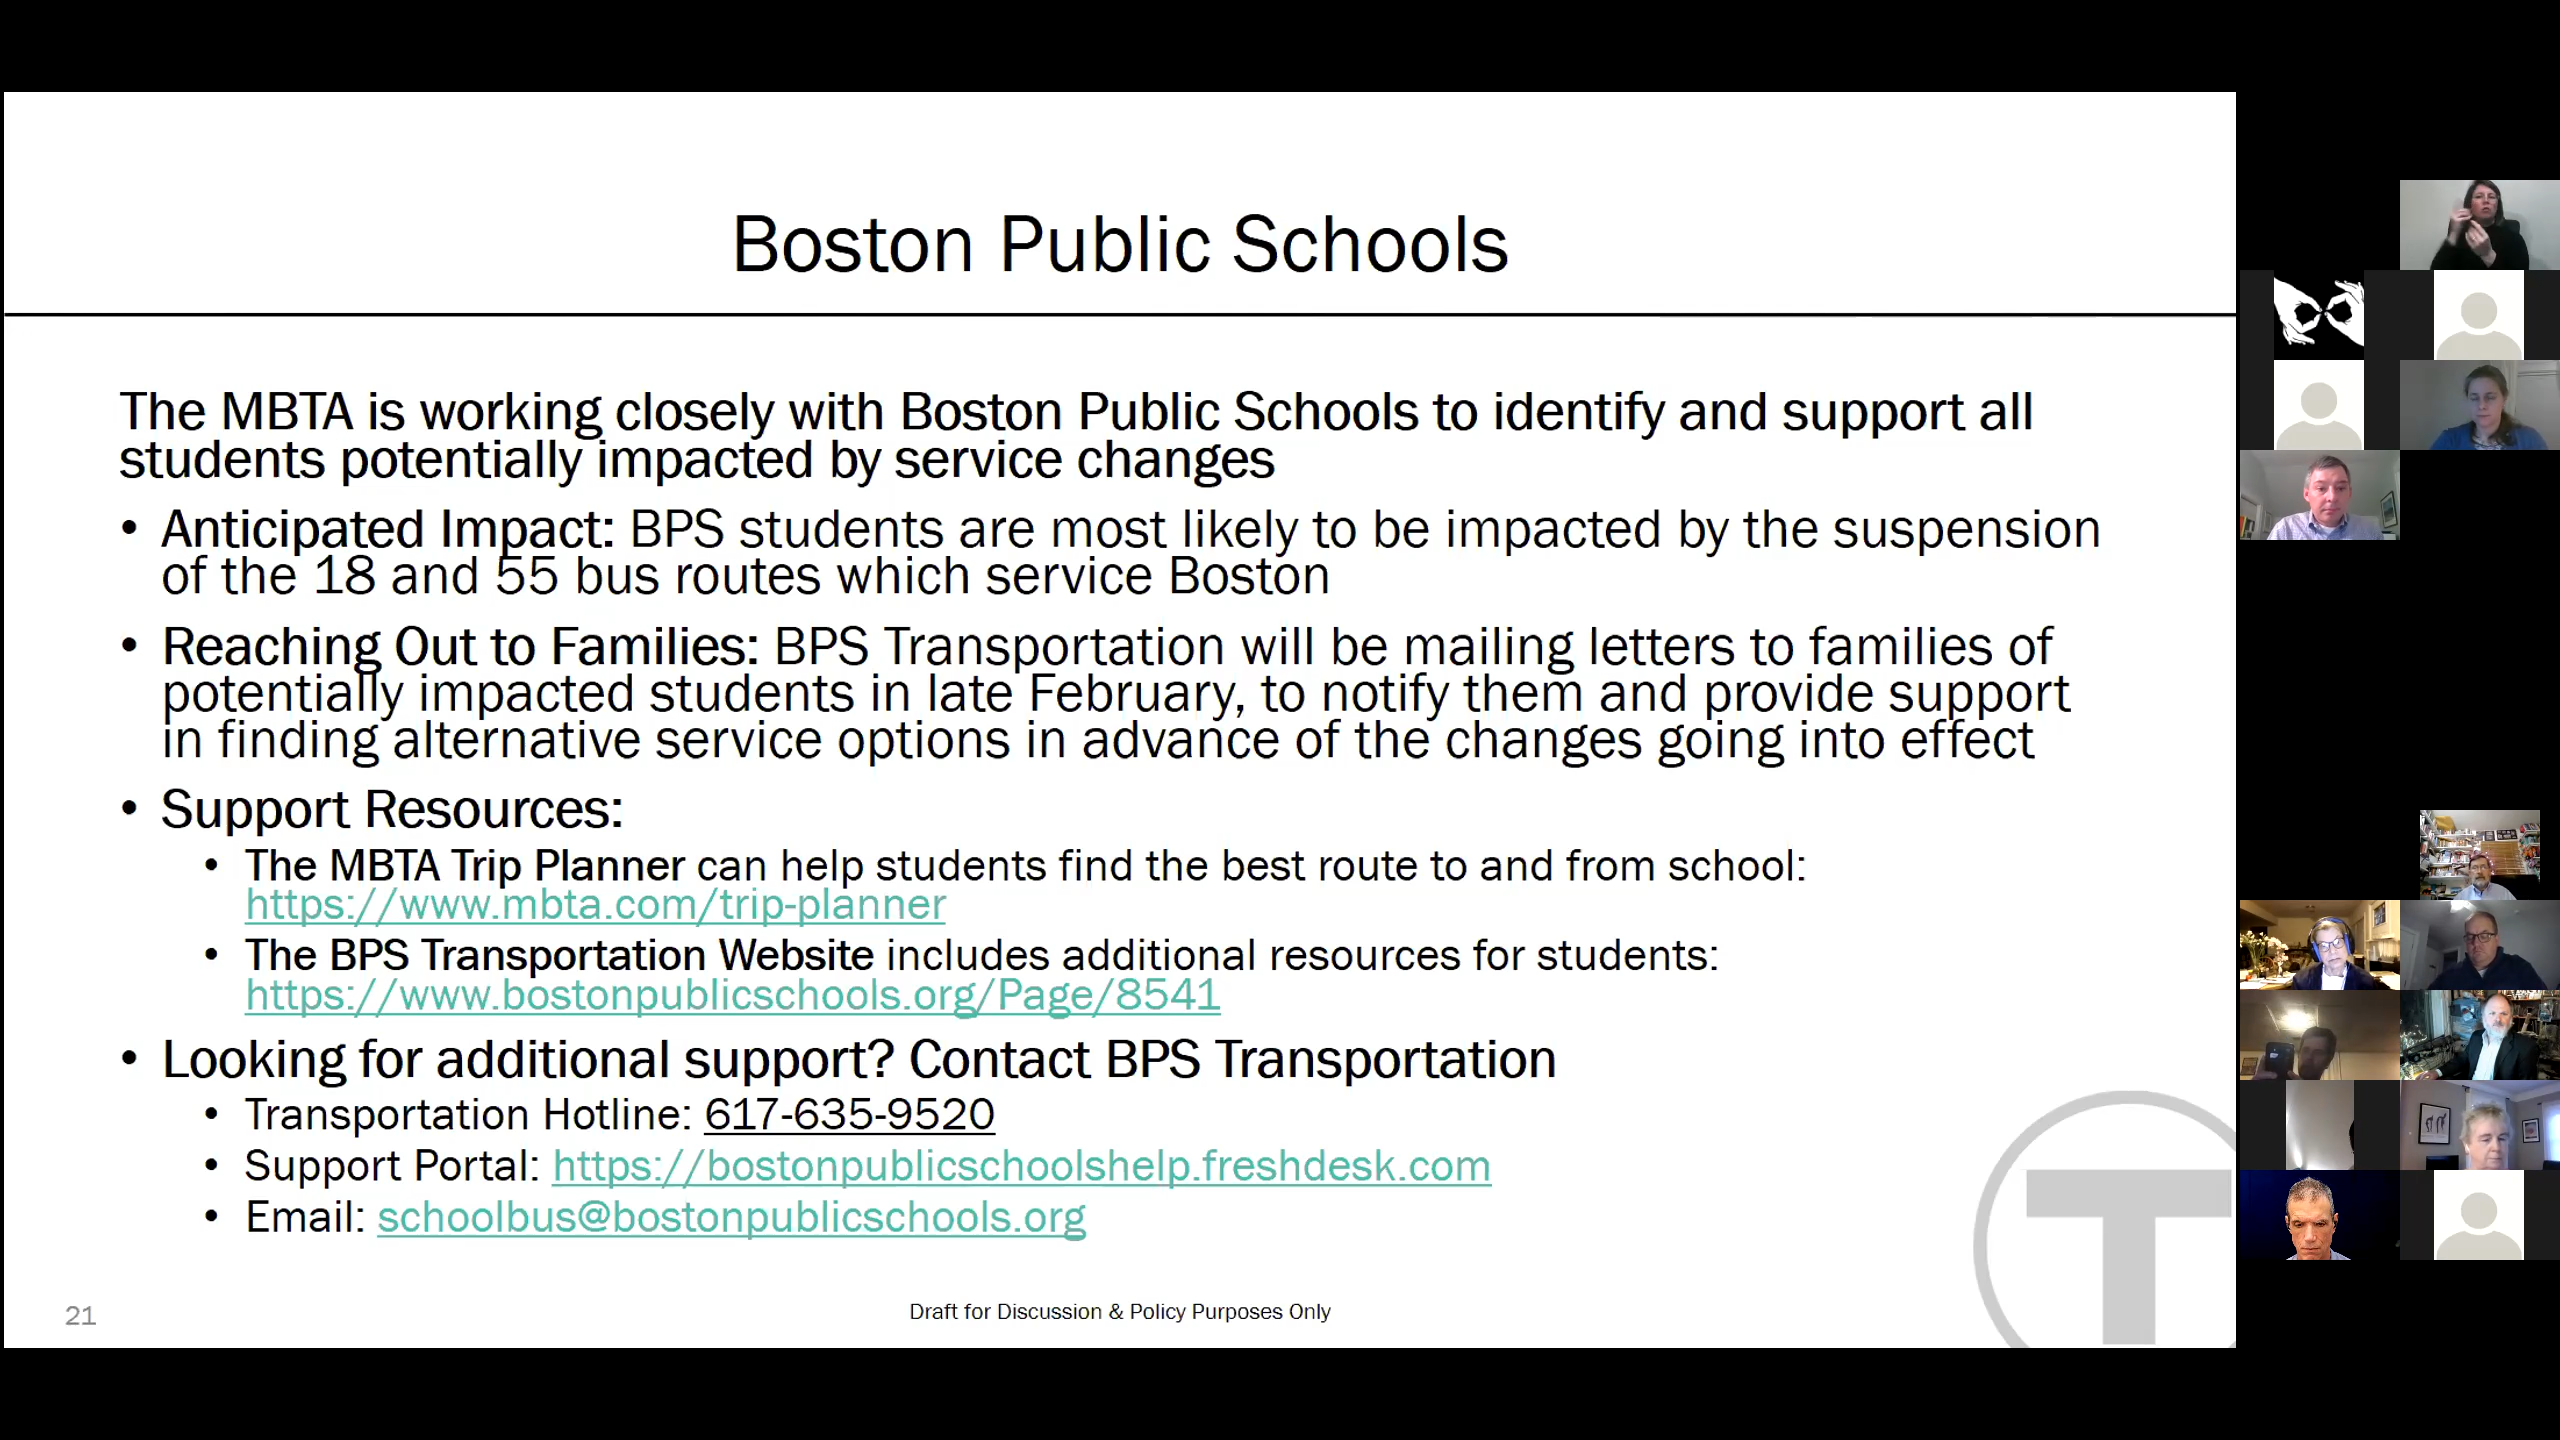 Boston Public Schools
The MBTA is working closely with Boston Public Schools to identify and support all
students potentially impacted by service changes
• Anticipated Impact: BPS students are most likely to be impacted by the suspension
of the 18 and 55 bus routes which service Boston
• Reaching Out to Families: BPS Transportation will be mailing letters to families of
potentially impacted students in late February, to notify them and provide support
in finding alternative service options in advance of the changes going into effect
• Support Resources:
• The MBTA Trip Planner can help students find the best route to and from school:
https://www.mbta.com/trip-planner
• The BPS Transportation Website includes additional resources for students:
https://www.bostonpublicschools.org/Page/8541
• Looking for additional support? Contact BPS Transportation
• Transportation Hotline: 617-635-9520
• Support Portal: https://bostonpublicschoolshelp.freshdesk.com
• Email: schoolbus@bostonpublicschools.org
T
21
Draft for Discussion & Policy Purposes Only